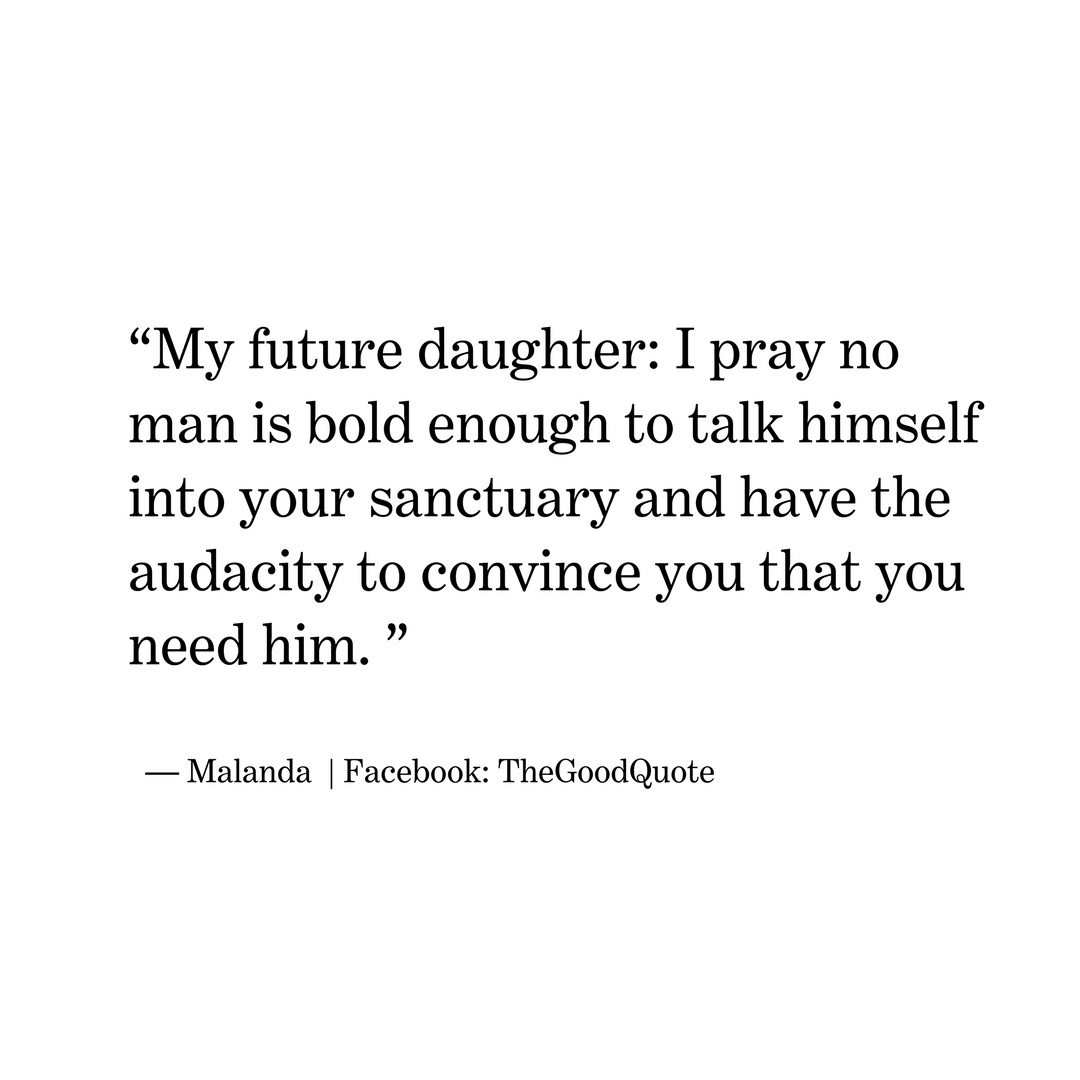 “My future daughter: I pray no
man is bold enough to talk himself
into your sanctuary and have the
audacity to convince you that you
need him. ”
— Malanda | Facebook: TheGoodQuote